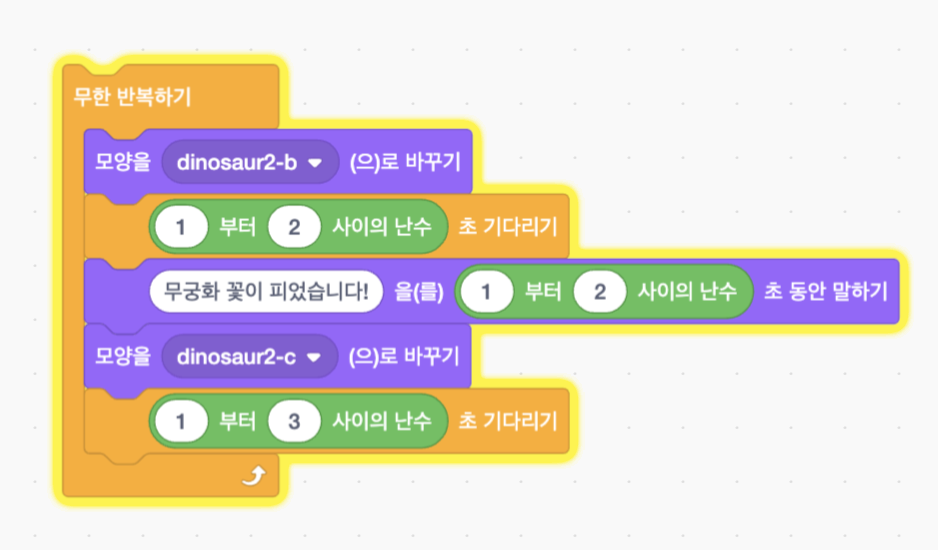 무한 반복하기
모양을 dinosaur2-b (으)로 바꾸기
1 부터 2 사이의 난수 초 기다리기
무궁화 꽃이 피었습니다! 을(를) 1 부터 2 사이의 난수 초 동안 말하기
모양을 dinosaur2-c (으)로 바꾸기
1 부터 3 사이의 난수 초 기다리기